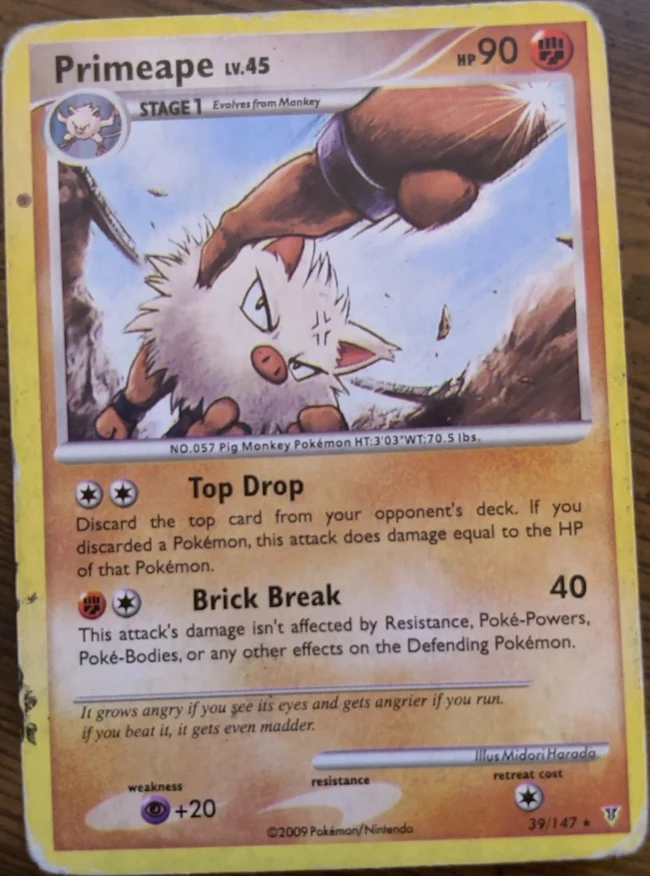 Primeape LV.45
HP 90
STAGE 1 Evolves from Mankey
NO.057 Pig Monkey Pokémon HT:3'03"WT:70.5 lbs.
Top Drop
Discard the top card from your opponent's deck. If you
discarded a Pokémon, this attack does damage equal to the HP
of that Pokémon.
Brick Break 40
This attack's damage isn't affected by Resistance, Poké-Powers,
Poké-Bodies, or any other effects on the Defending Pokémon.
It grows angry if you see its eyes and gets angrier if you run.
if you beat it, it gets even madder.
Illus Midori Harada
weakness
resistance
retreat cost
+20
©2009 Pokémon/Nintendo
39/147 ★